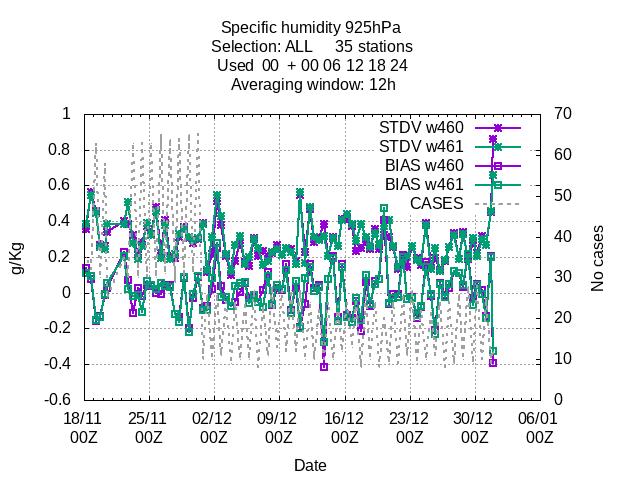 Specific humidity 925hPa
Selection: ALL 35 stations
Used 00 + 00 06 12 18 24
Averaging window: 12h
STDV w460
STDV w461
BIAS w460
BIAS w461
CASES
g/Kg
1
0.8
0.6
0.4
0.2
0
-0.2
-0.4
-0.6
70
60
50
40
30
20
10
0
No cases
18/11 25/11 02/12 09/12 16/12 23/12 30/12 06/01
00Z 00Z 00Z 00Z 00Z 00Z 00Z 00Z
Date